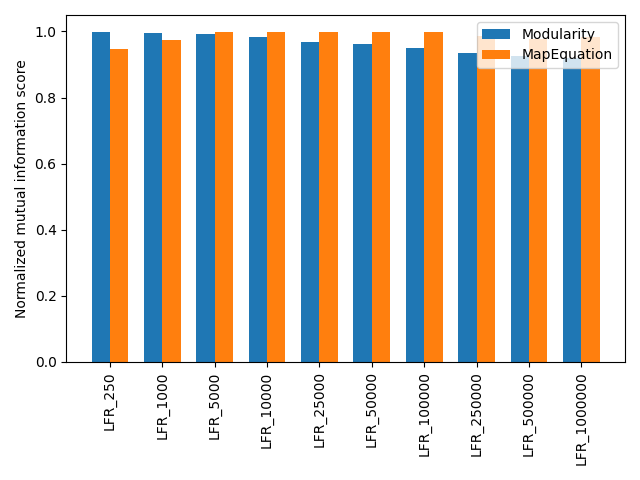 Modularity
MapEquation
Normalized mutual information score
1.0
0.8
0.6
0.4
0.2
0.0
LFR_250
LFR_1000
LFR_5000
LFR_10000
LFR_25000
LFR_50000
LFR_100000
LFR_250000
LFR_500000
LFR_1000000